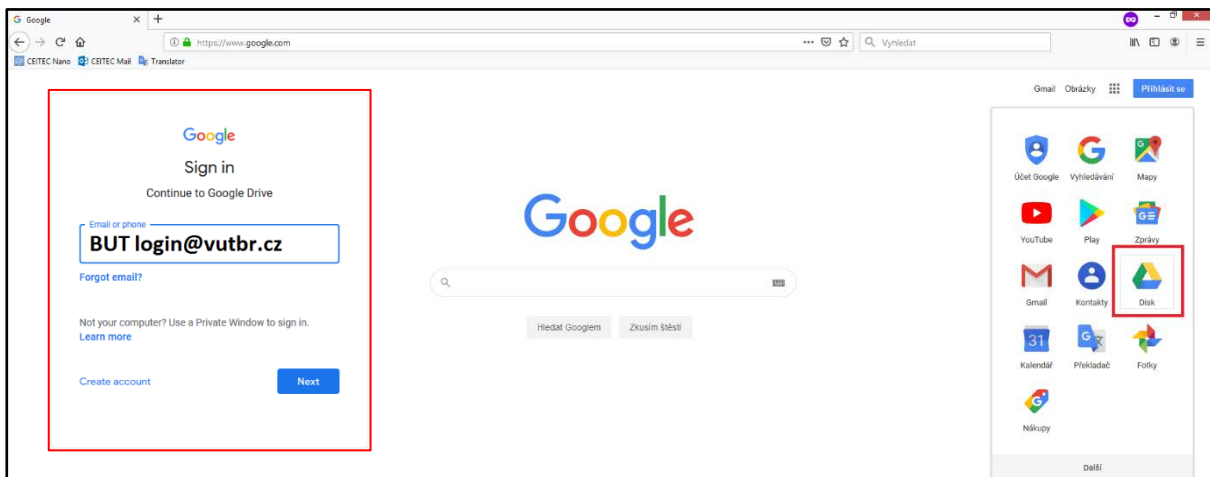 Google
https://www.google.com
Vyhledat
CEITEC Nano CEITEC Mail Translator
Gmail Obrázky Přihlásit se
Google
Sign in
Continue to Google Drive
Email or phone
BUT login@vutbr.cz
Forgot email?
Not your computer? Use a Private Window to sign in.
Learn more
Create account Next
Google
Hledat Googlem Zkusím štěstí
Účet Google Vyhledávání Mapy
YouTube Play Zprávy
Gmail Kontakty Disk
31
Kalendář Překladač Fotky
Nákupy
Další